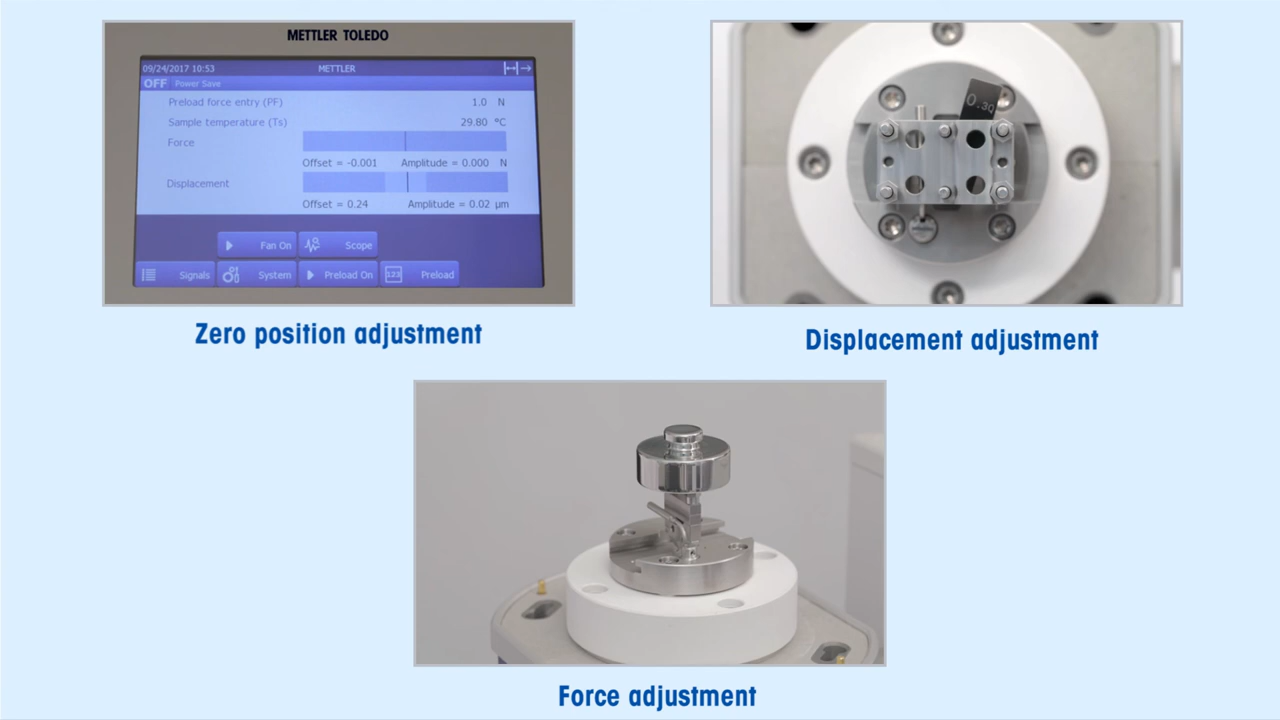 METTLER TOLEDO
09/24/2017 10:53 METTLER
OFF Power Save
Preload force entry (PF) 1.0 N
Sample temperature (Ts) 29.80 °C
Force
Offset = -0.001 Amplitude = 0.000 N
Displacement
Offset = 0.24 Amplitude = 0.02 µm
Fan On Scope
Signals System Preload On 123 Preload
Zero position adjustment
0.30
Displacement adjustment
Force adjustment